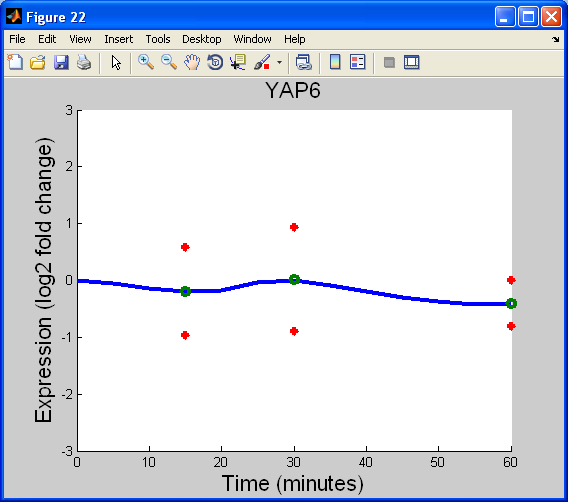 Figure 22
File Edit View Insert Tools Desktop Window Help
YAP6
Expression (log2 fold change)
3
2
1
0
-1
-2
-3
0 10 20 30 40 50 60
Time (minutes)